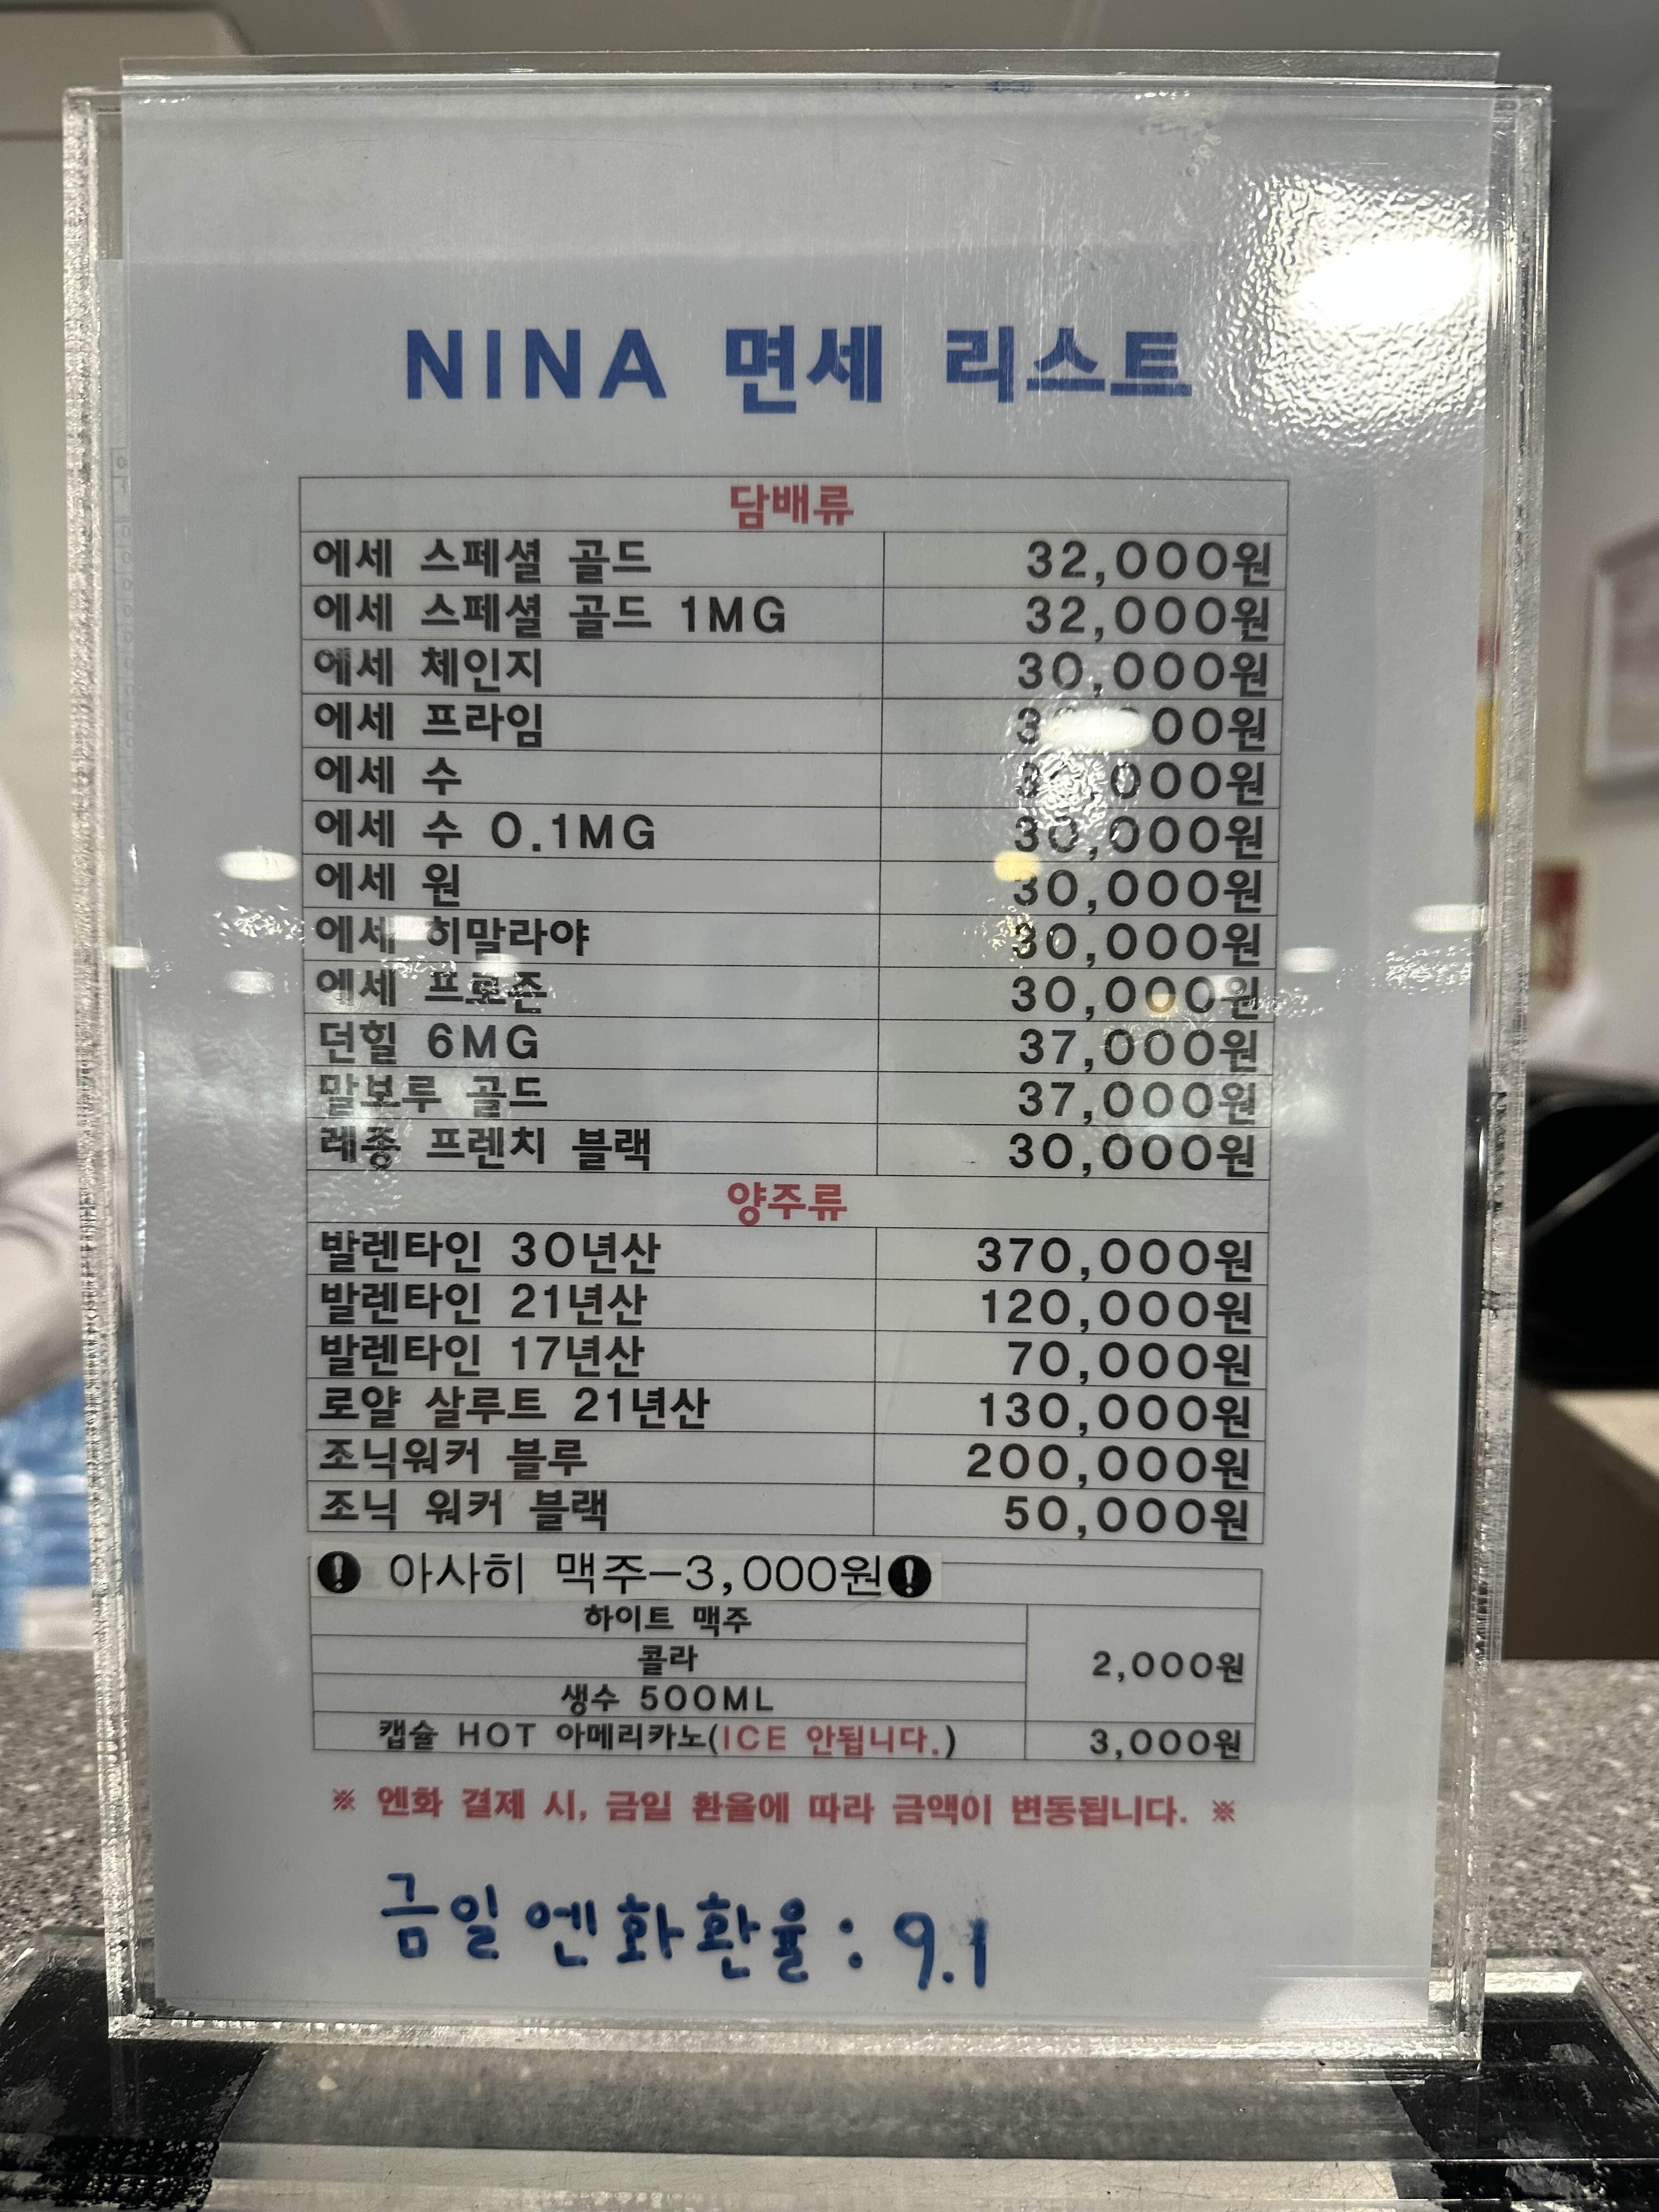 NINA 면세 리스트
담배류
에세 스페셜 골드 32,000원
에세 스페셜 골드 1MG 32,000원
에세 체인지 30,000원
에세 프라임
에세 수
에세 수 0.1MG 30,000원
에세 원 30,000원
에세 히말라야 30,000원
에세 프로즌 30,000원
던힐 6MG 37,000원
말보루 골드 37,000원
레종 프렌치 블랙 30,000원
양주류
발렌타인 30년산 370,000원
발렌타인 21년산 120,000원
발렌타인 17년산 70,000원
로얄 살루트 21년산 130,000원
조닉워커 블루 200,000원
조닉 워커 블랙 50,000원
❗ 아사히 맥주-3,000원❗
하이트 맥주
콜라 2,000원
생수 500ML
캡슐 HOT 아메리카노(ICE 안됩니다.) 3,000원
※ 엔화 결제 시, 금일 환율에 따라 금액이 변동됩니다. ※
금일 엔화환율 : 9.1